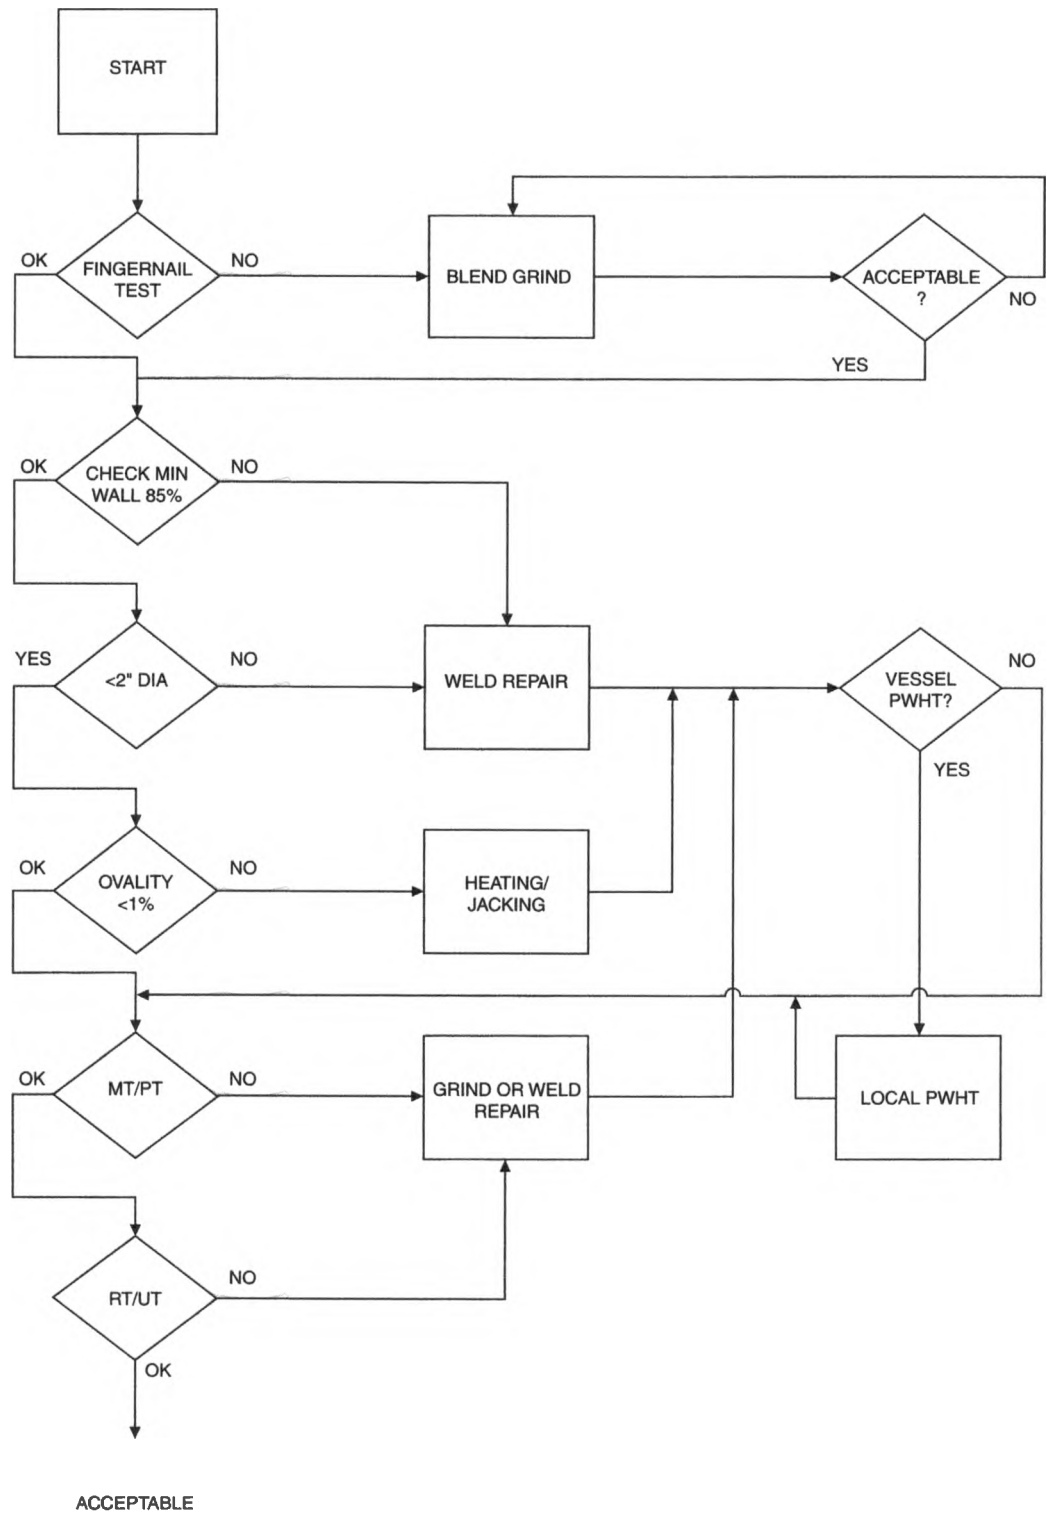 START
OK
FINGERNAIL
TEST
NO
BLEND GRIND
ACCEPTABLE
?
NO
YES
OK
CHECK MIN
WALL 85%
NO
YES
<2" DIA
NO
WELD REPAIR
VESSEL
PWHT?
NO
YES
OK
OVALITY
<1%
NO
HEATING/
JACKING
OK
MT/PT
NO
GRIND OR WELD
REPAIR
LOCAL PWHT
RT/UT
NO
OK
ACCEPTABLE